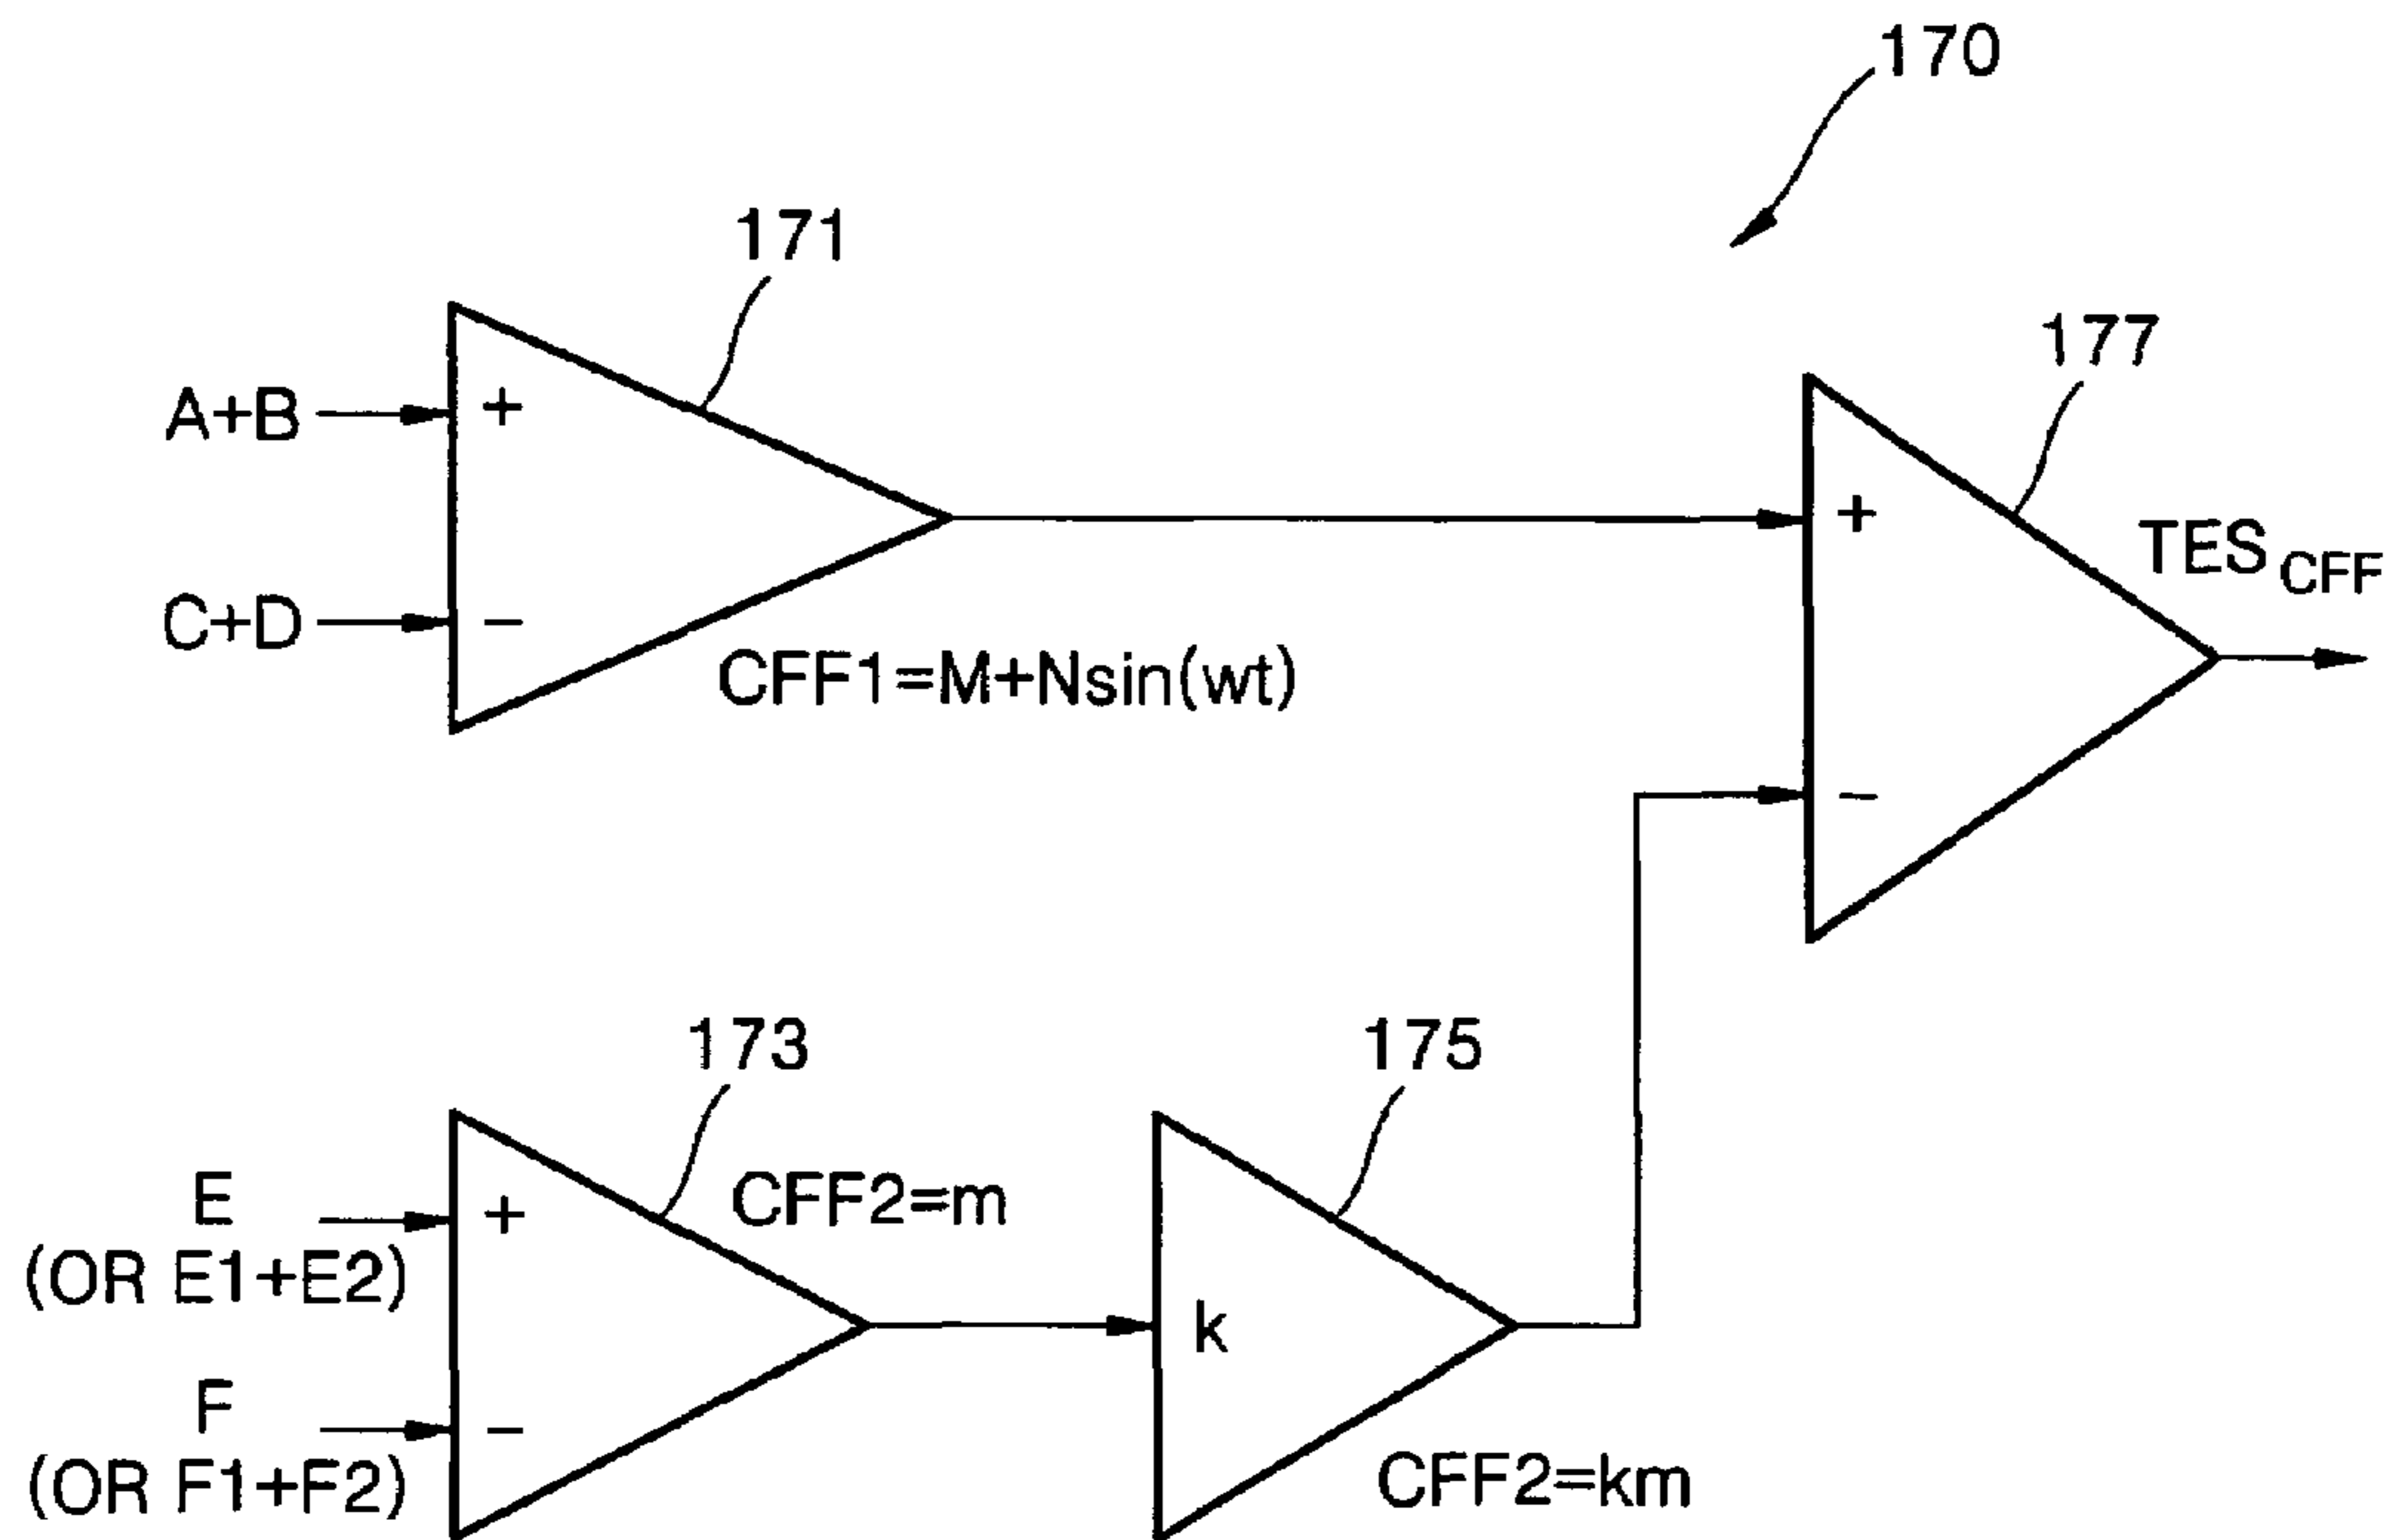 170
171
177
A+B
+
C+D
−
CFF1=M+Nsin(wt)
+
−
TES CFF
173
175
E
(OR E1+E2)
+
CFF2=m
F
(OR F1+F2)
−
k
CFF2=km